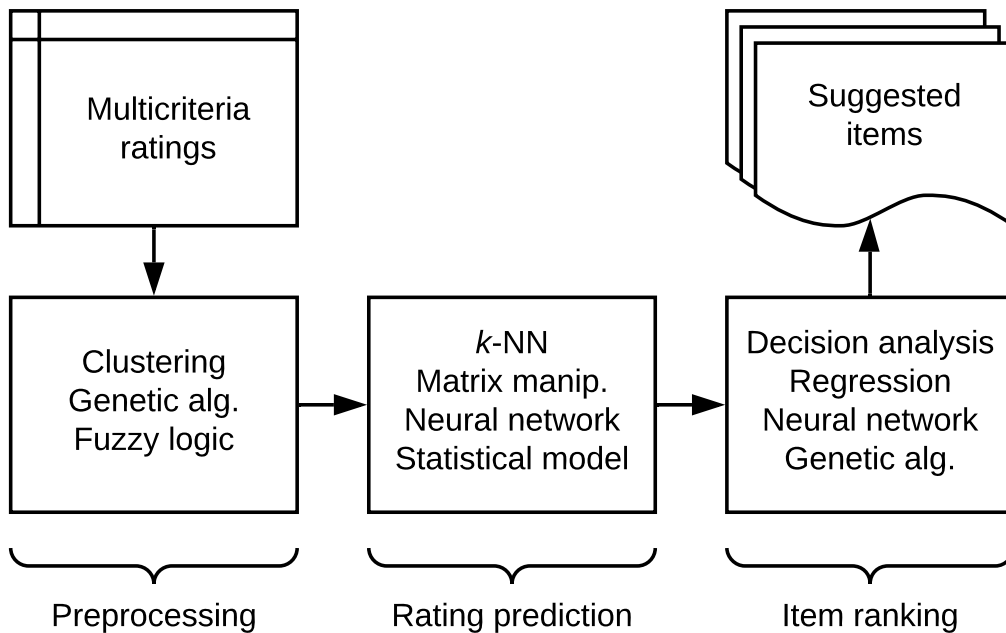 Multicriteria
ratings
Suggested
items
Clustering
Genetic alg.
Fuzzy logic
k-NN
Matrix manip.
Neural network
Statistical model
Decision analysis
Regression
Neural network
Genetic alg.
Preprocessing
Rating prediction
Item ranking